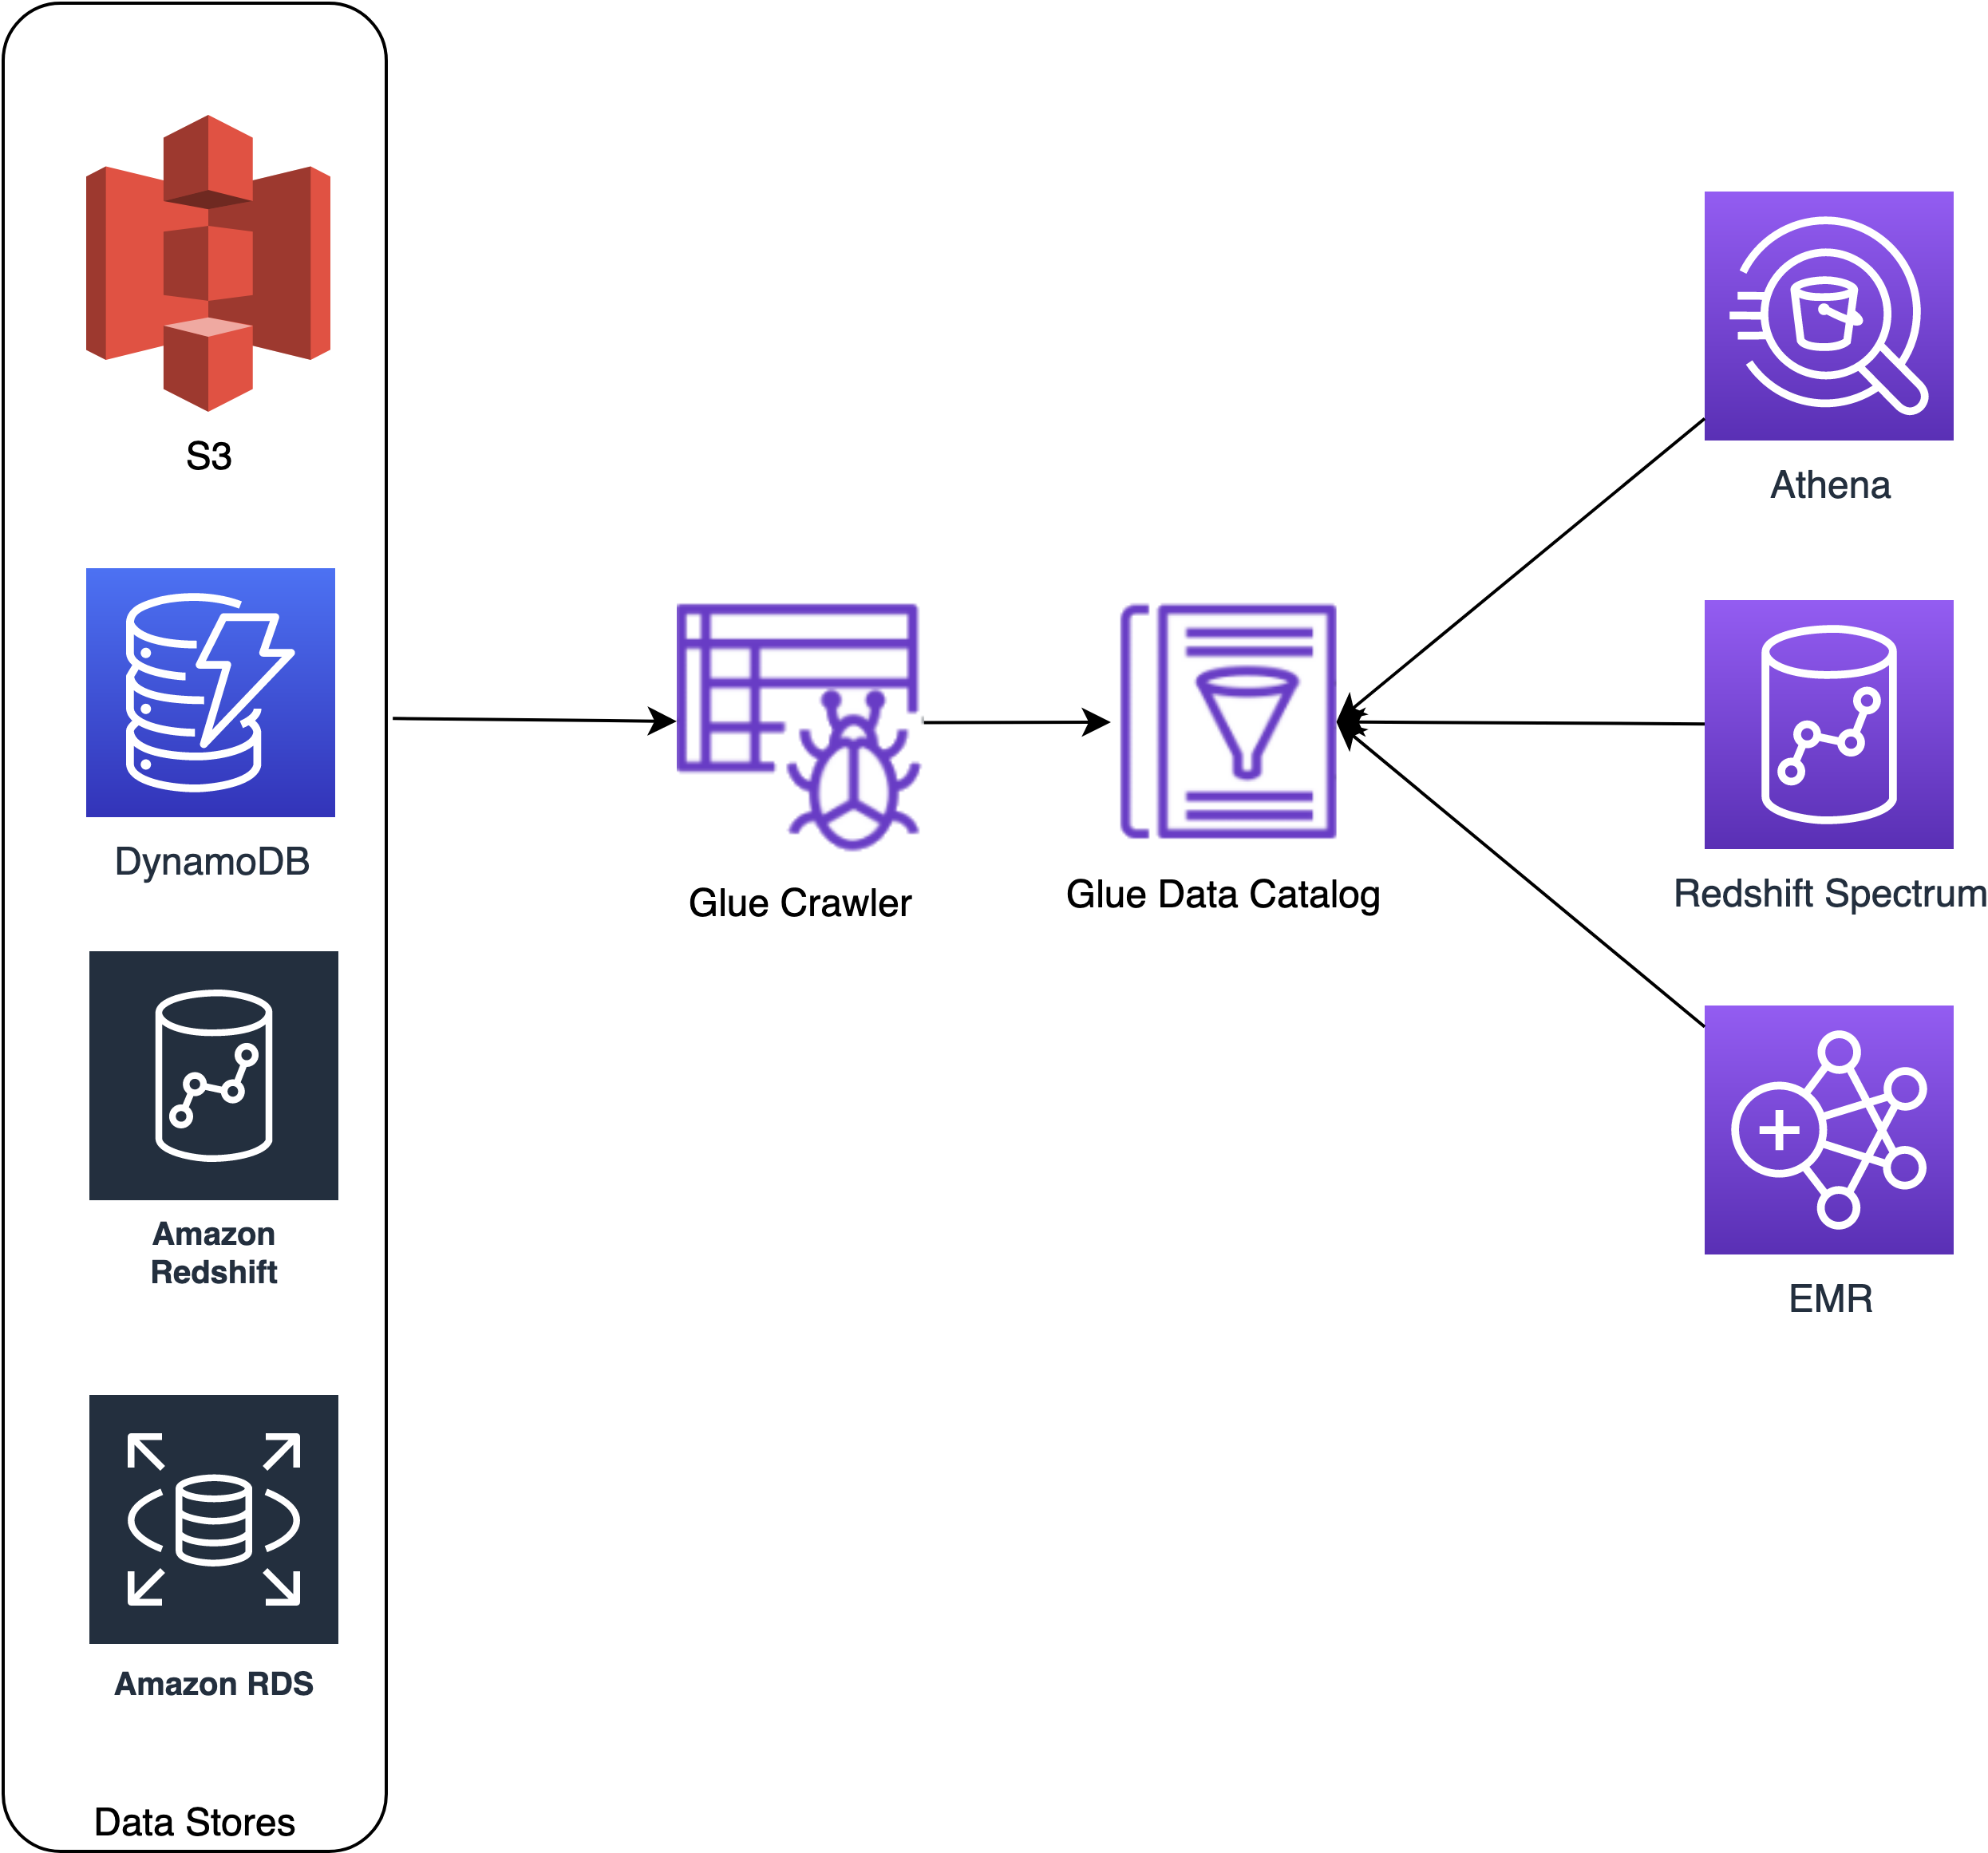 S3
DynamoDB
Amazon
Redshift
Amazon RDS
Data Stores
Glue Crawler
Glue Data Catalog
Athena
Redshift Spectrum
EMR